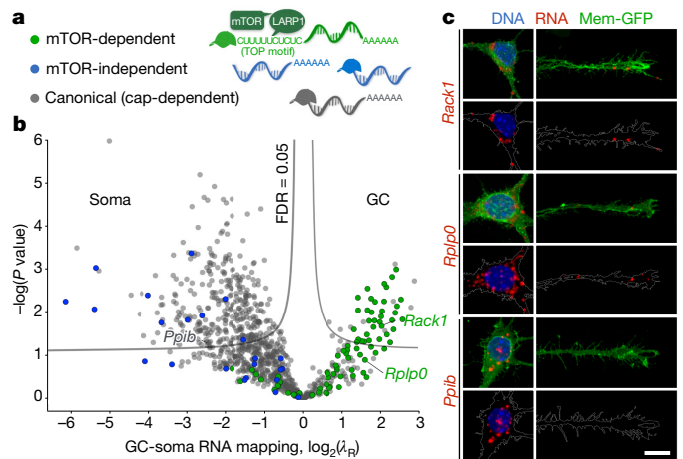 a
mTOR LARP1
mTOR-dependent
CUUUUUCUCUC AAAAAA
(TOP motif)
mTOR-independent
AAAAAA AAAAAA
Canonical (cap-dependent)
AAAAAA
b
6
5
4
3
2
1
0
–log(P value)
Soma
FDR = 0.05
GC
Ppib
Rack1
Rplp0
–6 –5 –4 –3 –2 –1 0 1 2 3
GC-soma RNA mapping, log2(λR)
c
DNA RNA Mem-GFP
Rack1
Rplp0
Ppib